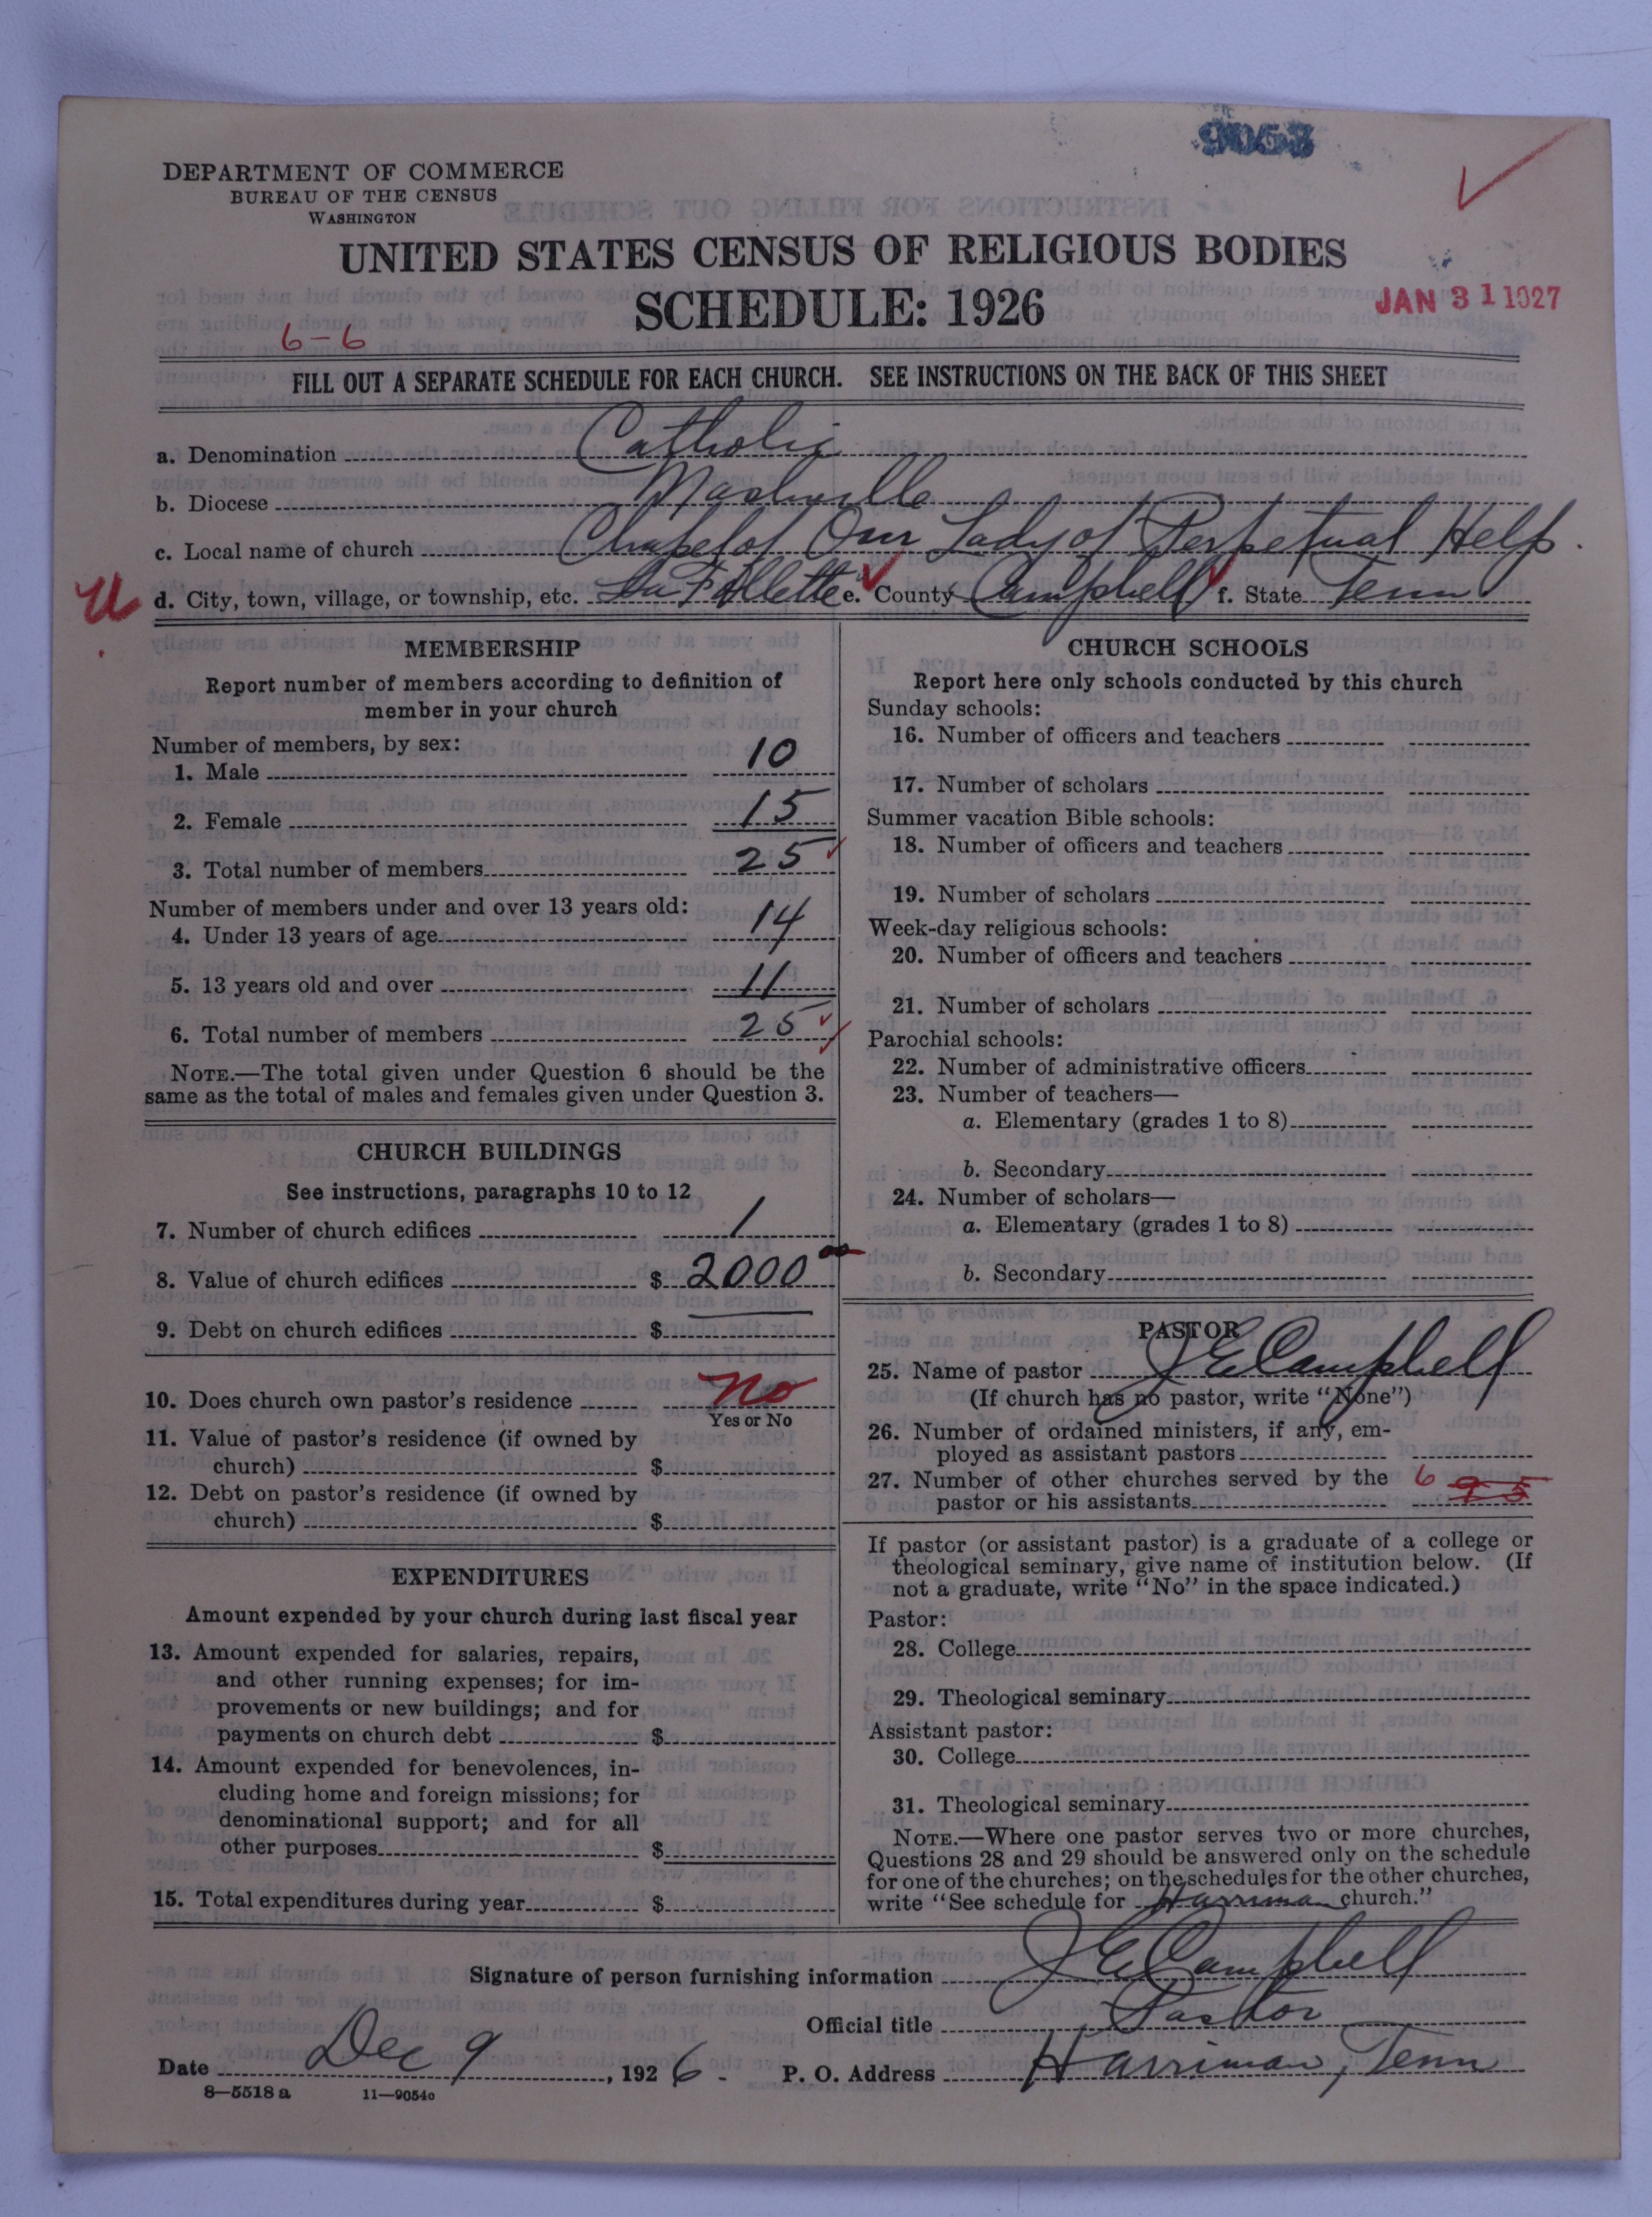 9053
DEPARTMENT OF COMMERCE
BUREAU OF THE CENSUS
WASHINGTON
UNITED STATES CENSUS OF RELIGIOUS BODIES
SCHEDULE: 1926
JAN 31 1927
6-6
FILL OUT A SEPARATE SCHEDULE FOR EACH CHURCH. SEE INSTRUCTIONS ON THE BACK OF THIS SHEET
a. Denomination Catholic
b. Diocese Nashville
c. Local name of church Chapel of Our Lady of Perpetual Help.
d. City, town, village, or township, etc. La Follette e. County Campbell f. State Tenn
MEMBERSHIP
Report number of members according to definition of
member in your church
Number of members, by sex:
1. Male 10
2. Female 15
3. Total number of members 25
Number of members under and over 13 years old:
4. Under 13 years of age 14
5. 13 years old and over 11
6. Total number of members 25
NOTE.—The total given under Question 6 should be the
same as the total of males and females given under Question 3.
CHURCH BUILDINGS
See instructions, paragraphs 10 to 12
7. Number of church edifices 1
8. Value of church edifices $ 2000 00
9. Debt on church edifices $
10. Does church own pastor's residence No
Yes or No
11. Value of pastor's residence (if owned by
church) $
12. Debt on pastor's residence (if owned by
church) $
EXPENDITURES
Amount expended by your church during last fiscal year
13. Amount expended for salaries, repairs,
and other running expenses; for im-
provements or new buildings; and for
payments on church debt $
14. Amount expended for benevolences, in-
cluding home and foreign missions; for
denominational support; and for all
other purposes $
15. Total expenditures during year $
CHURCH SCHOOLS
Report here only schools conducted by this church
Sunday schools:
16. Number of officers and teachers
17. Number of scholars
Summer vacation Bible schools:
18. Number of officers and teachers
19. Number of scholars
Week-day religious schools:
20. Number of officers and teachers
21. Number of scholars
Parochial schools:
22. Number of administrative officers
23. Number of teachers—
a. Elementary (grades 1 to 8)
b. Secondary
24. Number of scholars—
a. Elementary (grades 1 to 8)
b. Secondary
PASTOR
25. Name of pastor J E Campbell
(If church has no pastor, write "None")
26. Number of ordained ministers, if any, em-
ployed as assistant pastors
27. Number of other churches served by the 6
pastor or his assistants
If pastor (or assistant pastor) is a graduate of a college or
theological seminary, give name of institution below. (If
not a graduate, write "No" in the space indicated.)
Pastor:
28. College
29. Theological seminary
Assistant pastor:
30. College
31. Theological seminary
NOTE.—Where one pastor serves two or more churches,
Questions 28 and 29 should be answered only on the schedule
for one of the churches; on the schedules for the other churches,
write "See schedule for Harriman church."
Signature of person furnishing information J E Campbell
Official title Pastor
Date Dec 9, 1926. P. O. Address Harriman, Tenn
8-5518 a 11-9054c